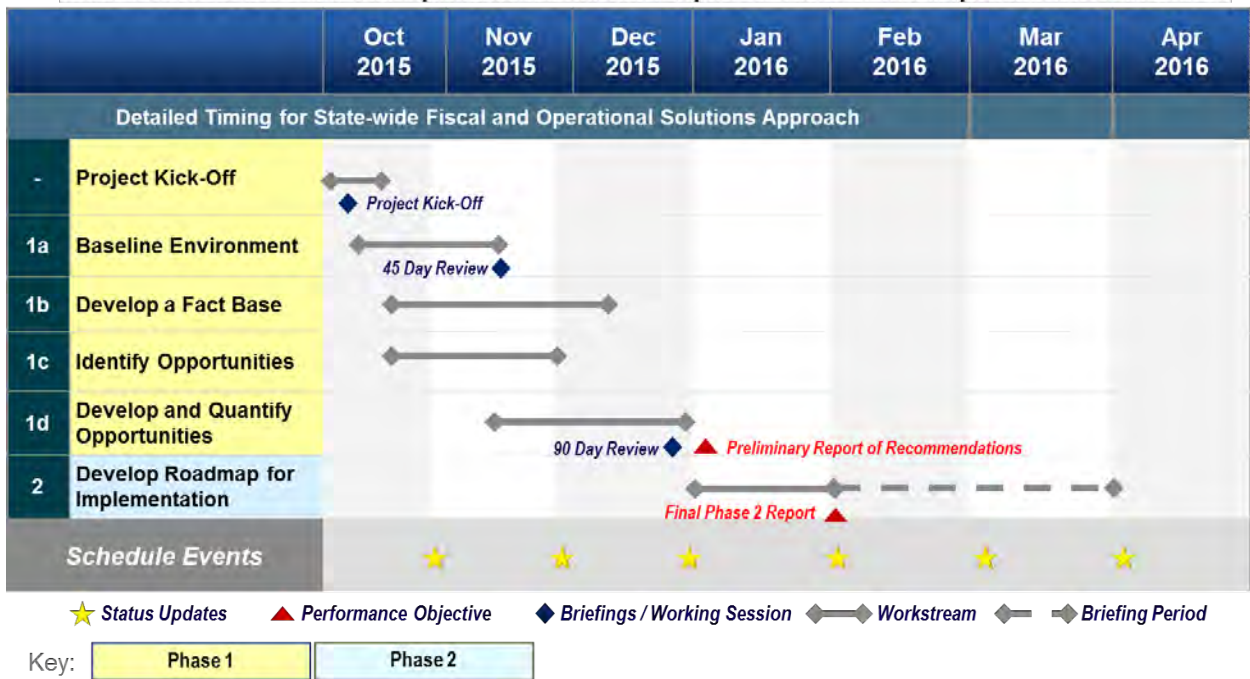 Oct 2015
Nov 2015
Dec 2015
Jan 2016
Feb 2016
Mar 2016
Apr 2016
Detailed Timing for State-wide Fiscal and Operational Solutions Approach
-
Project Kick-Off
Project Kick-Off
1a
Baseline Environment
45 Day Review
1b
Develop a Fact Base
1c
Identify Opportunities
1d
Develop and Quantify
Opportunities
90 Day Review
Preliminary Report of Recommendations
2
Develop Roadmap for
Implementation
Final Phase 2 Report
Schedule Events
Status Updates
Performance Objective
Briefings / Working Session
Workstream
Briefing Period
Key:
Phase 1
Phase 2